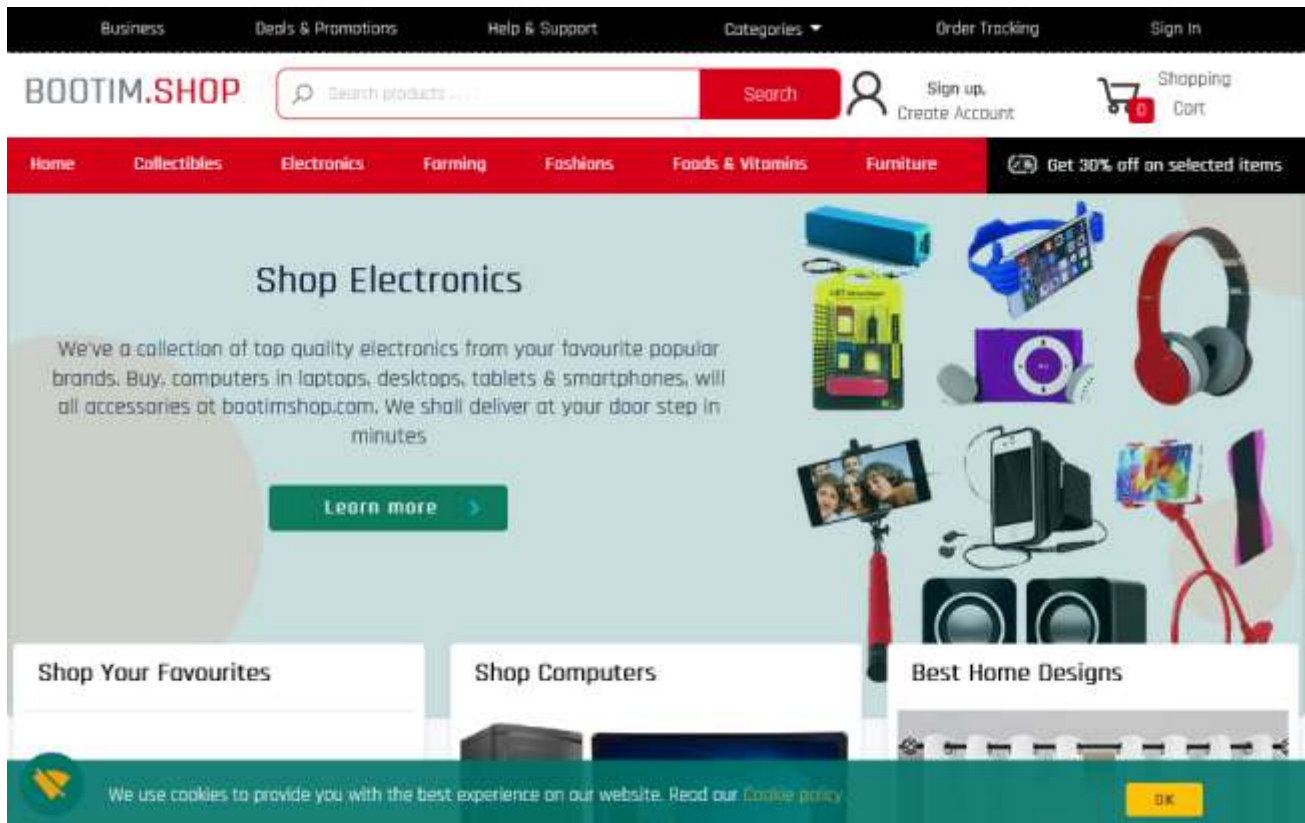 Business Deals & Promotions Help & Support Categories Order Tracking Sign In
BOOTIM.SHOP
Search products . . . .
Search
Sign up,
Create Account
0
Shopping
Cart
Home Collectibles Electronics Farming Fashions Foods & Vitamins Furniture
Get 30% off on selected items
Shop Electronics
We've a collection of top quality electronics from your favourite popular
brands. Buy, computers in laptops, desktops, tablets & smartphones, will
all accessories at bootimshop.com. We shall deliver at your door step in
minutes
Learn more
Shop Your Favourites
Shop Computers
Best Home Designs
We use cookies to provide you with the best experience on our website. Read our Cookie policy.
OK